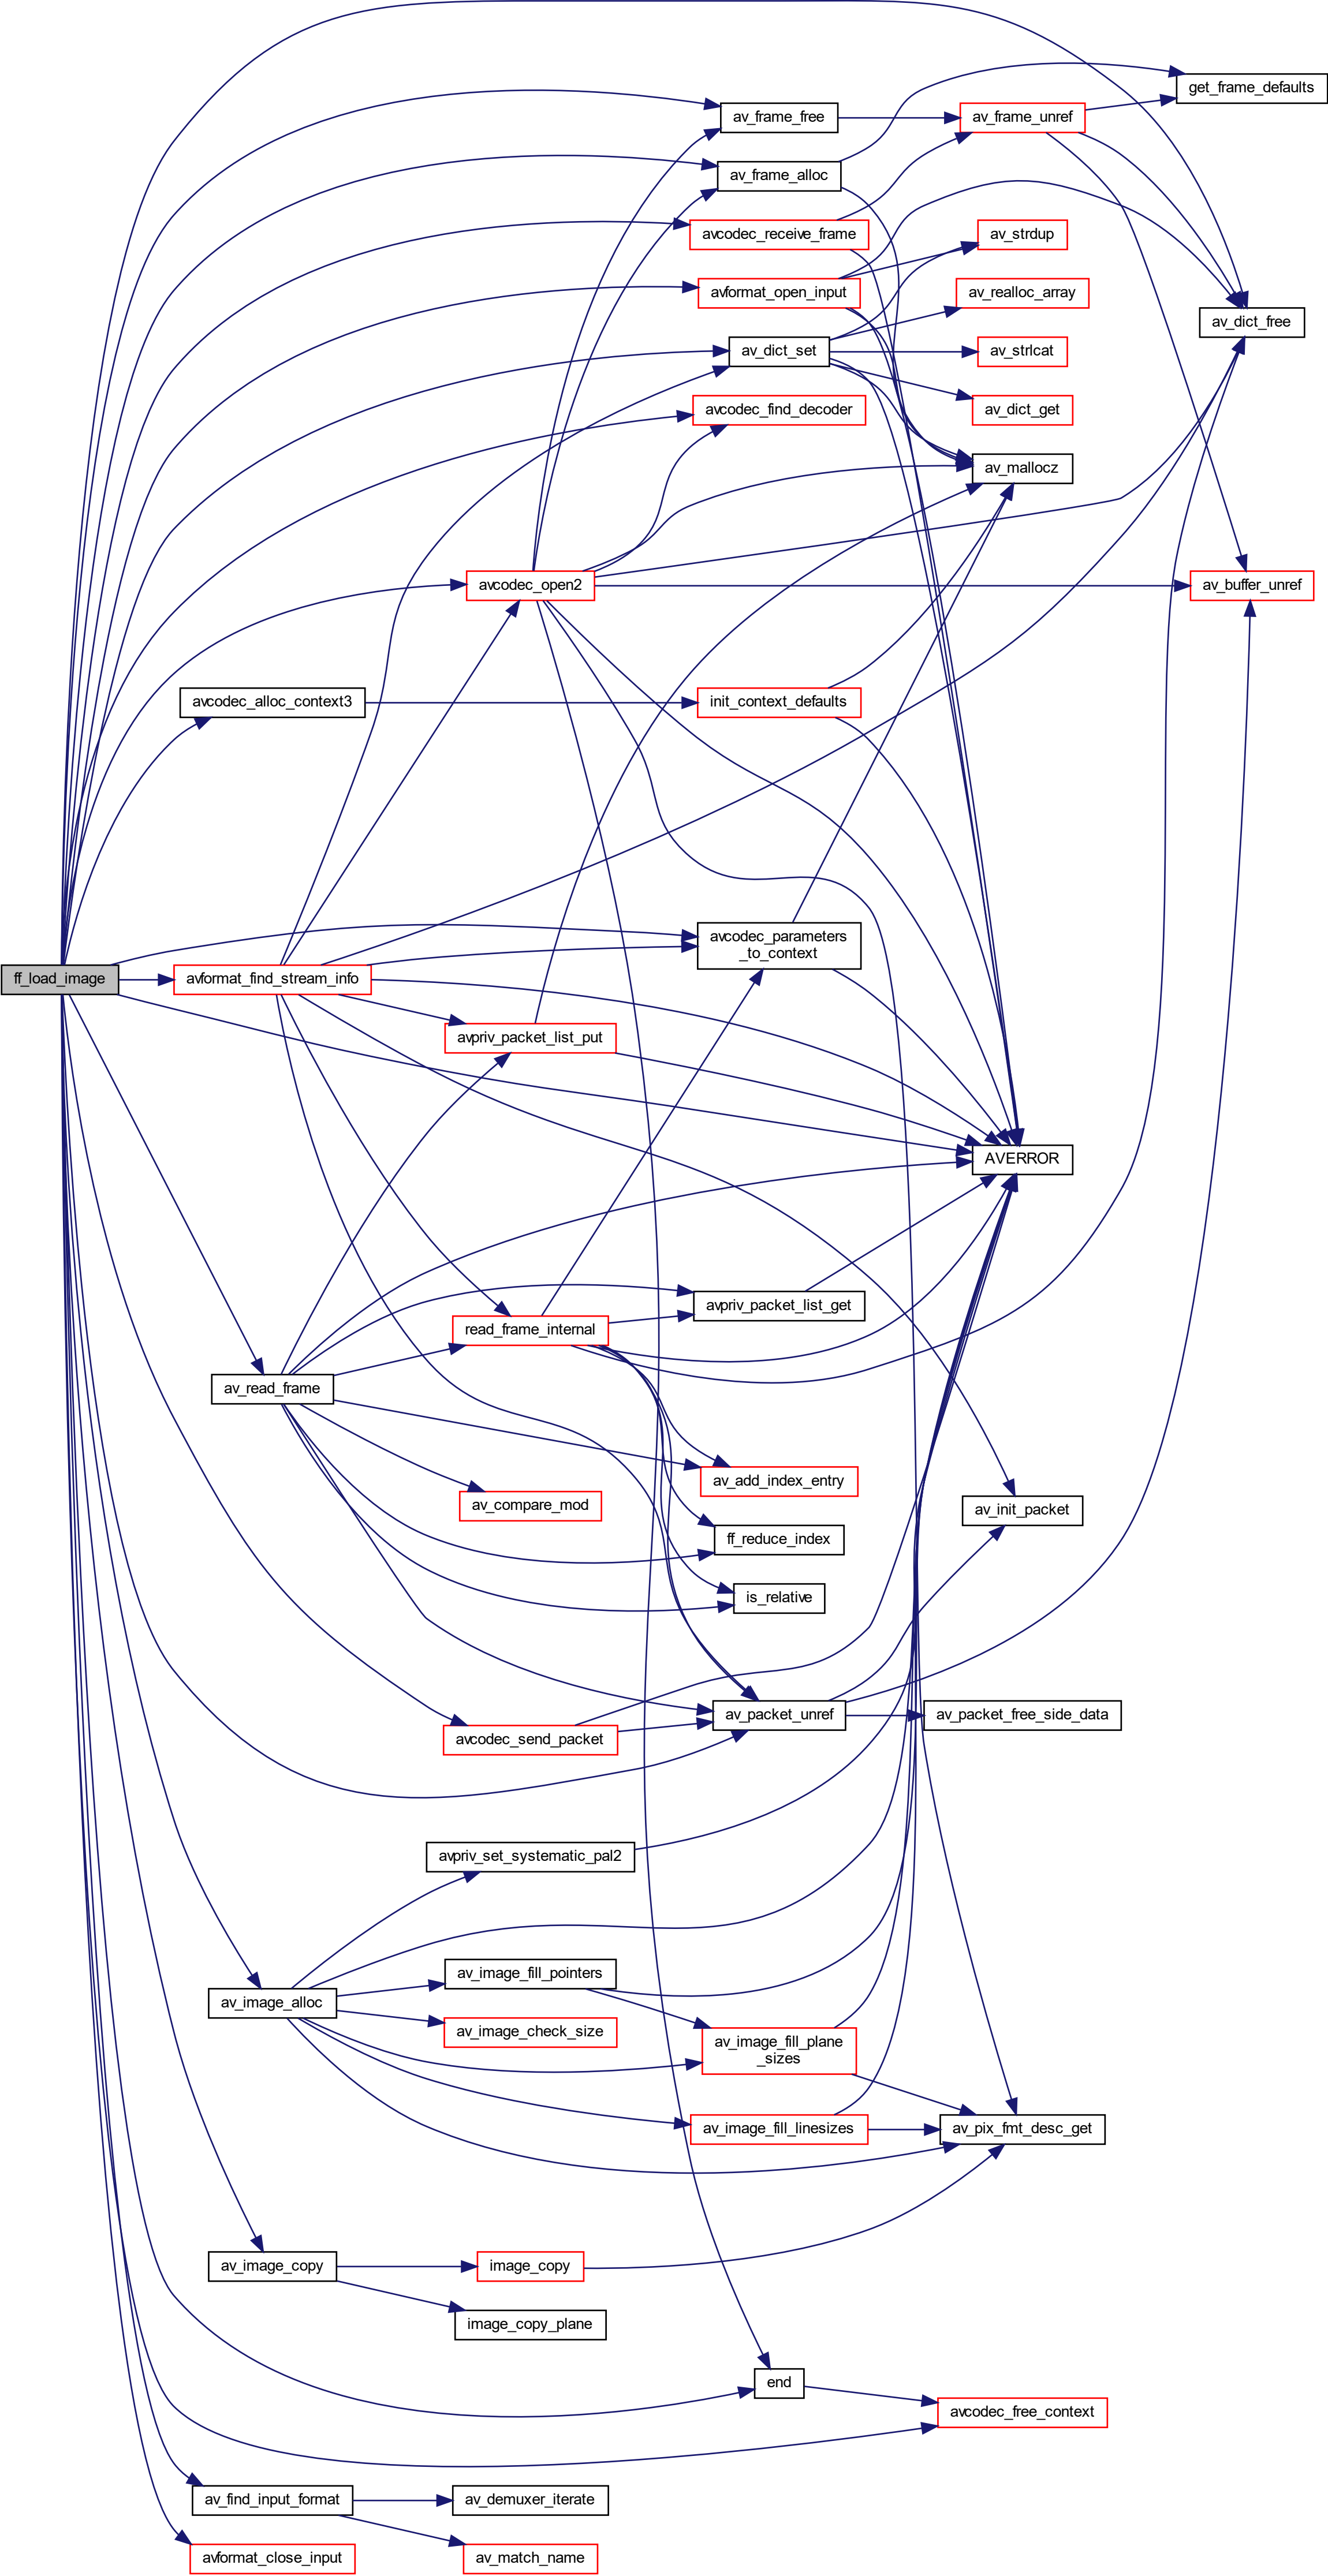 get_frame_defaults
av_frame_free
av_frame_unref
av_frame_alloc
avcodec_receive_frame
av_strdup
avformat_open_input
av_realloc_array
av_dict_free
av_dict_set
av_strlcat
avcodec_find_decoder
av_dict_get
av_mallocz
avcodec_open2
av_buffer_unref
avcodec_alloc_context3
init_context_defaults
avcodec_parameters
_to_context
ff_load_image
avformat_find_stream_info
avpriv_packet_list_put
AVERROR
avpriv_packet_list_get
read_frame_internal
av_read_frame
av_add_index_entry
av_compare_mod
av_init_packet
ff_reduce_index
is_relative
av_packet_unref
av_packet_free_side_data
avcodec_send_packet
avpriv_set_systematic_pal2
av_image_fill_pointers
av_image_alloc
av_image_check_size
av_image_fill_plane
_sizes
av_image_fill_linesizes
av_pix_fmt_desc_get
av_image_copy
image_copy
image_copy_plane
end
avcodec_free_context
av_find_input_format
av_demuxer_iterate
avformat_close_input
av_match_name